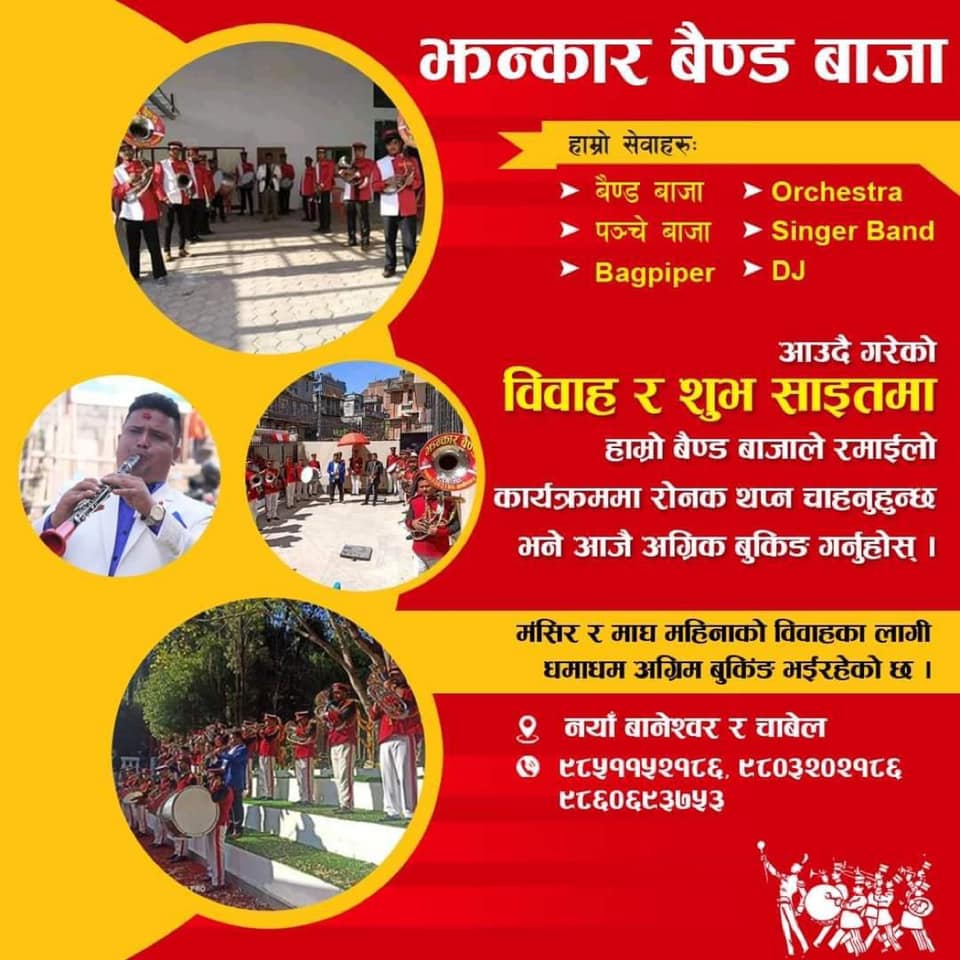 झन्कार बैण्ड बाजा
हाम्रो सेवाहरुः
बैण्ड बाजा
पञ्चे बाजा
Bagpiper
Orchestra
Singer Band
DJ
आउदै गरेको
विवाह र शुभ साइतमा
हाम्रो बैण्ड बाजाले रमाईलो
कार्यक्रममा रोनक थप्न चाहनुहुन्छ
भने आजै अग्रिक बुकिङ गर्नुहोस् ।
मंसिर र माघ महिनाको विवाहका लागी
धमाधम अग्रिम बुकिंङ भईरहेको छ ।
नयाँ बानेश्वर र चाबेल
९८५११५२१८६, ९८०३२०२१८६
९८६०६९३७५३
झन्कार बैण्ड